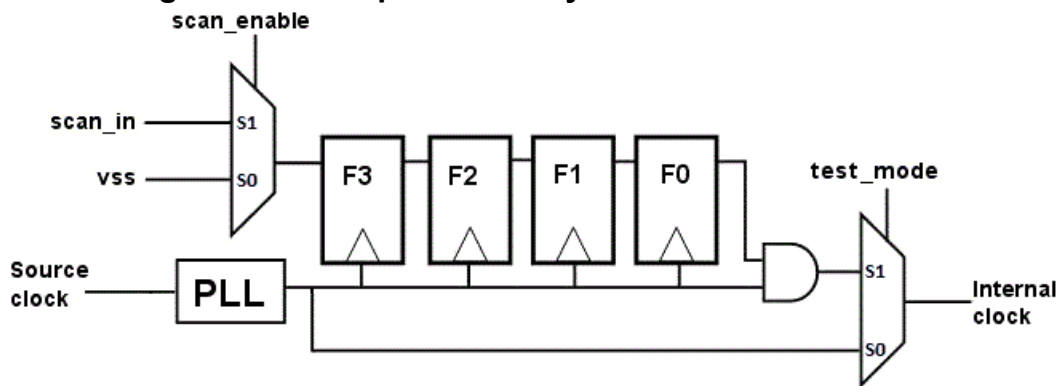 scan_enable
scan_in
S1
vss
S0
F3
F2
F1
F0
test_mode
Source
clock
PLL
S1
S0
Internal
clock